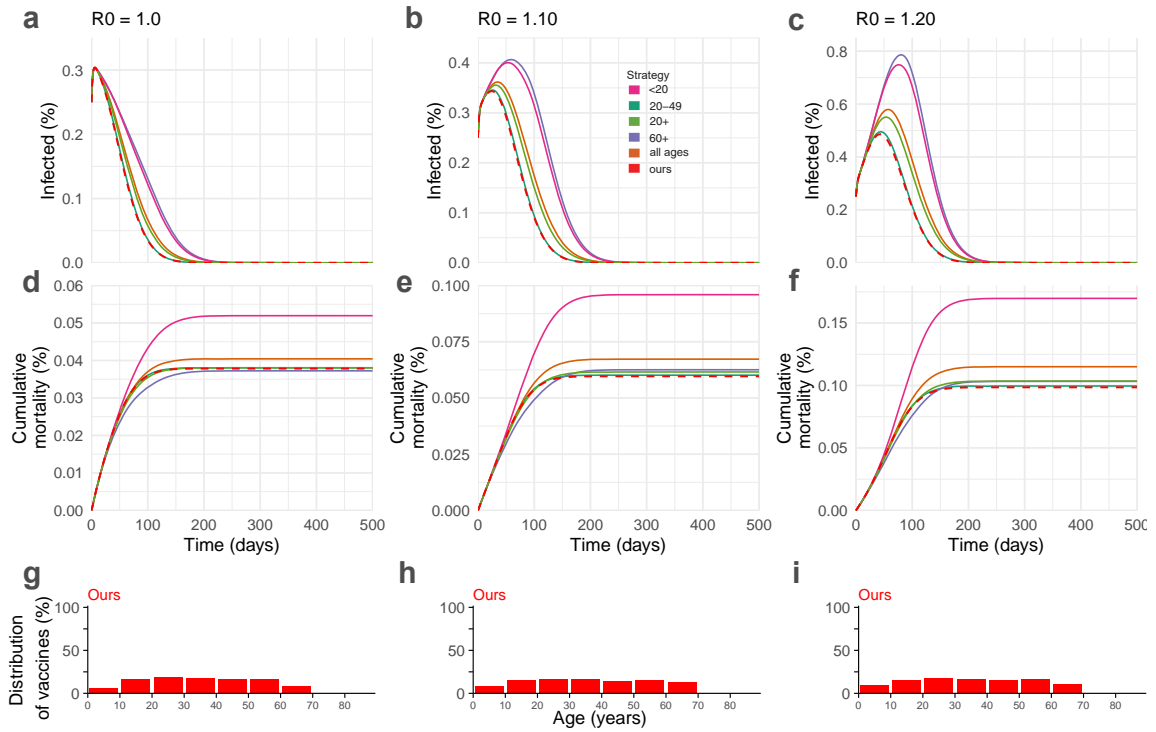 a
R0 = 1.0
b
R0 = 1.10
c
R0 = 1.20
Infected (%)
0.3
0.2
0.1
0.0
Infected (%)
0.4
0.3
0.2
0.1
0.0
Strategy
<20
20–49
20+
60+
all ages
ours
Infected (%)
0.8
0.6
0.4
0.2
0.0
d
e
f
Cumulative
mortality (%)
0.06
0.05
0.04
0.03
0.02
0.01
0.00
0 100 200 300 400 500
Time (days)
Cumulative
mortality (%)
0.100
0.075
0.050
0.025
0.000
0 100 200 300 400 500
Time (days)
Cumulative
mortality (%)
0.15
0.10
0.05
0.00
0 100 200 300 400 500
Time (days)
g
h
i
Distribution
of vaccines (%)
Ours
100
50
0
0 10 20 30 40 50 60 70 80
Ours
100
50
0
0 10 20 30 40 50 60 70 80
Age (years)
Ours
100
50
0
0 10 20 30 40 50 60 70 80